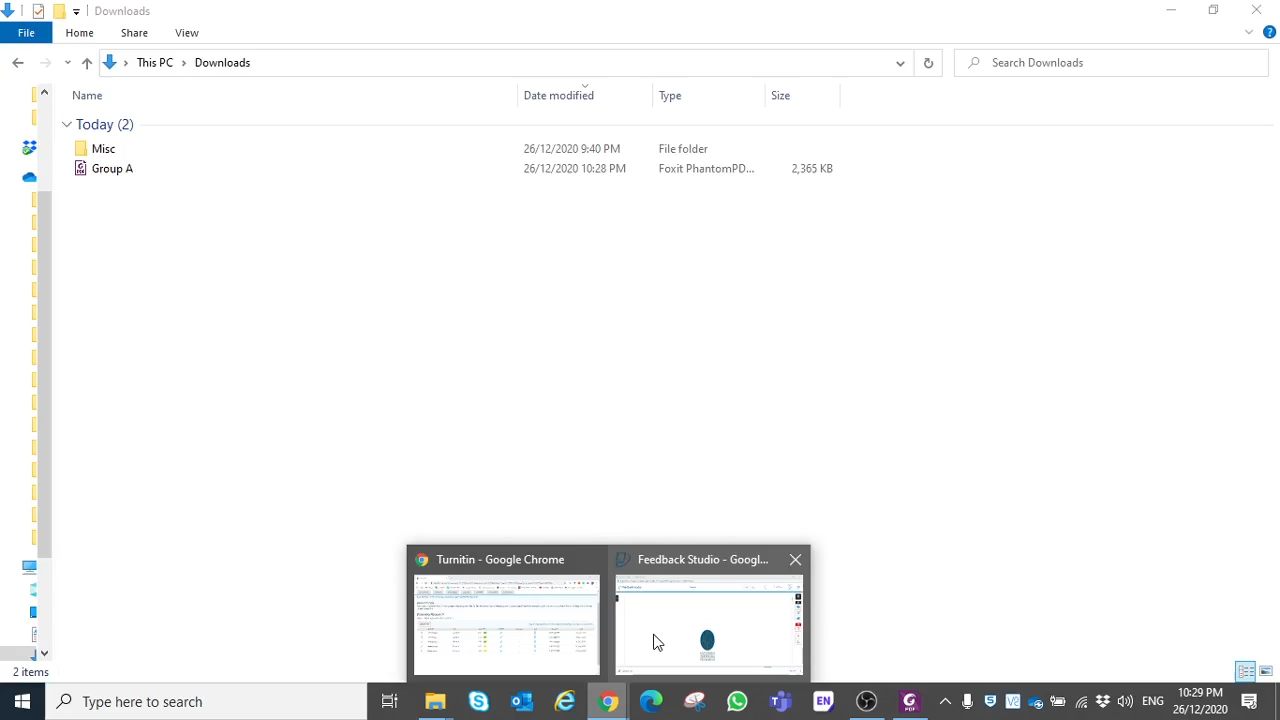 Downloads
File Home Share View
This PC Downloads Search Downloads
Name Date modified Type Size
Today (2)
Misc 26/12/2020 9:40 PM File folder
Group A 26/12/2020 10:28 PM Foxit PhantomPD... 2,365 KB
Turnitin - Google Chrome Feedback Studio - Googl...
2 items
Type here to search ENG 10:29 PM
26/12/2020